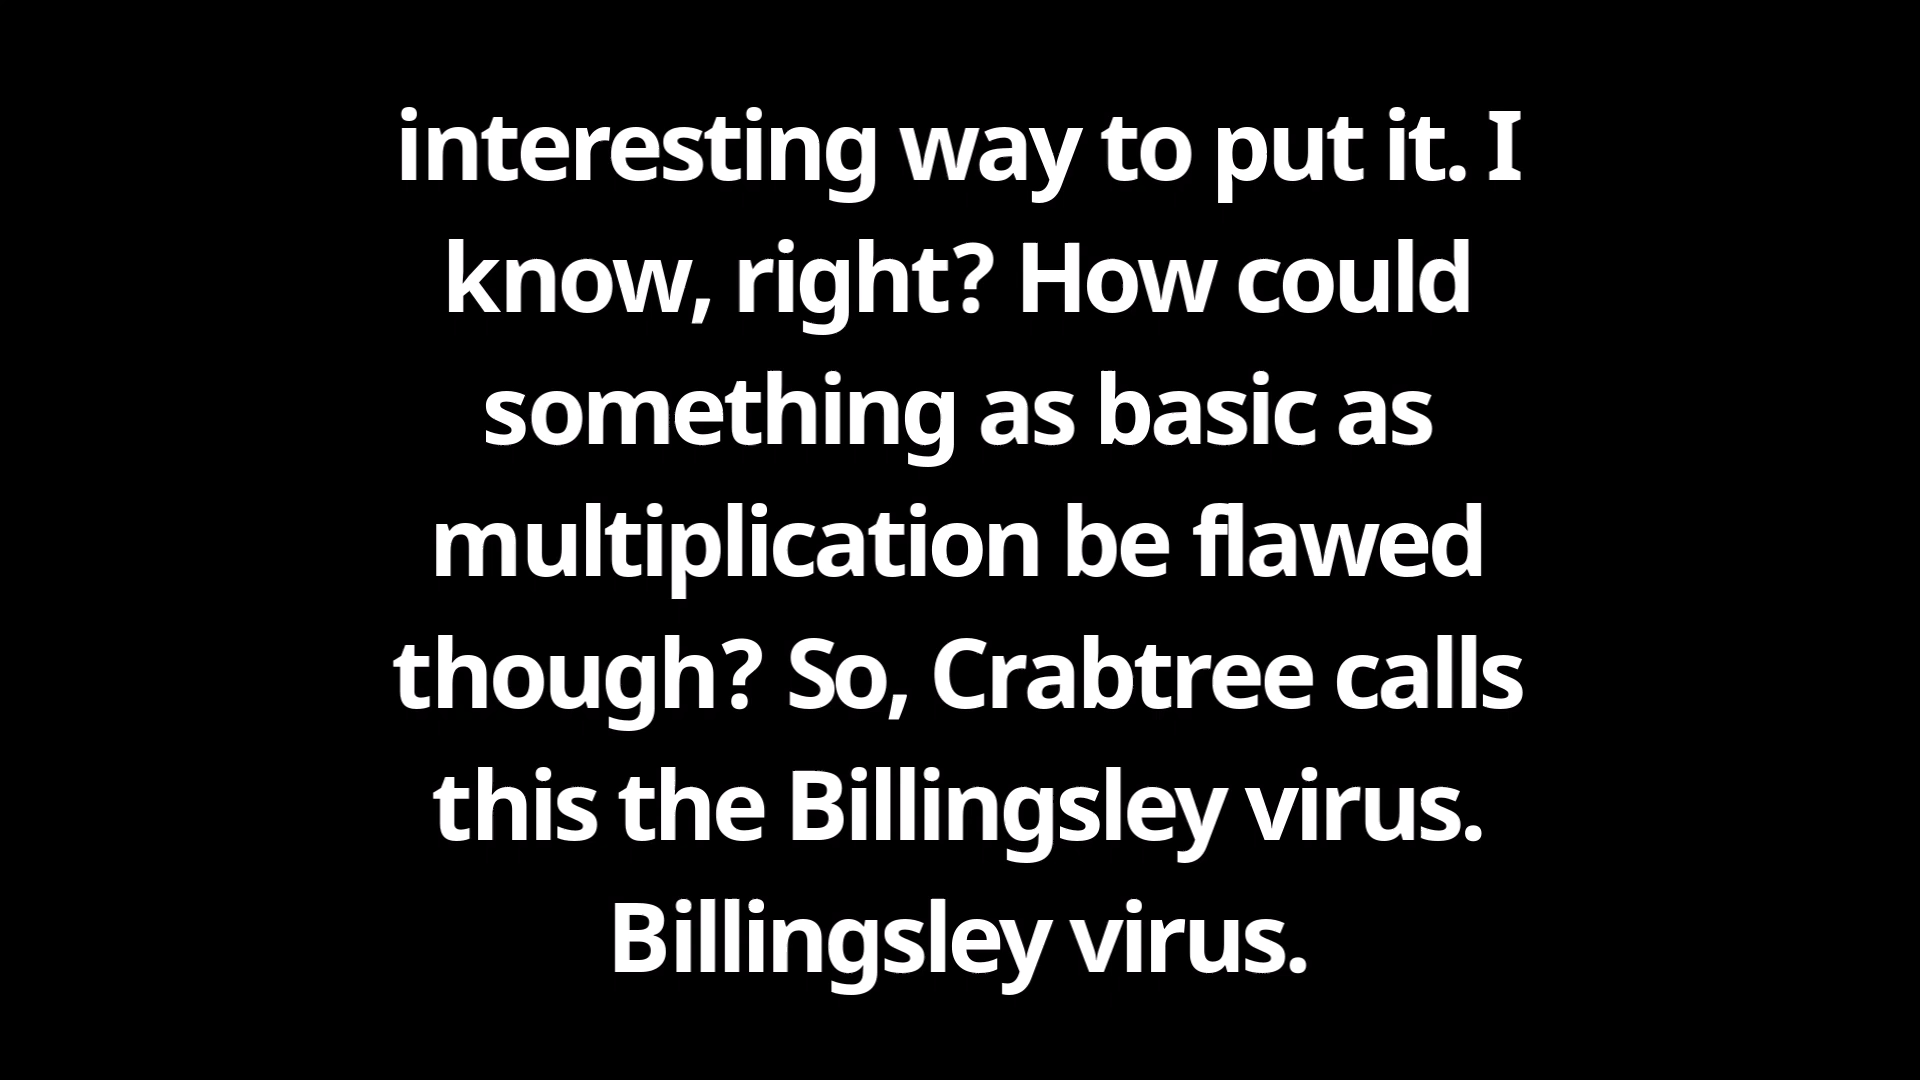 interesting way to put it. I
know, right? How could
something as basic as
multiplication be flawed
though? So, Crabtree calls
this the Billingsley virus.
Billingsley virus.